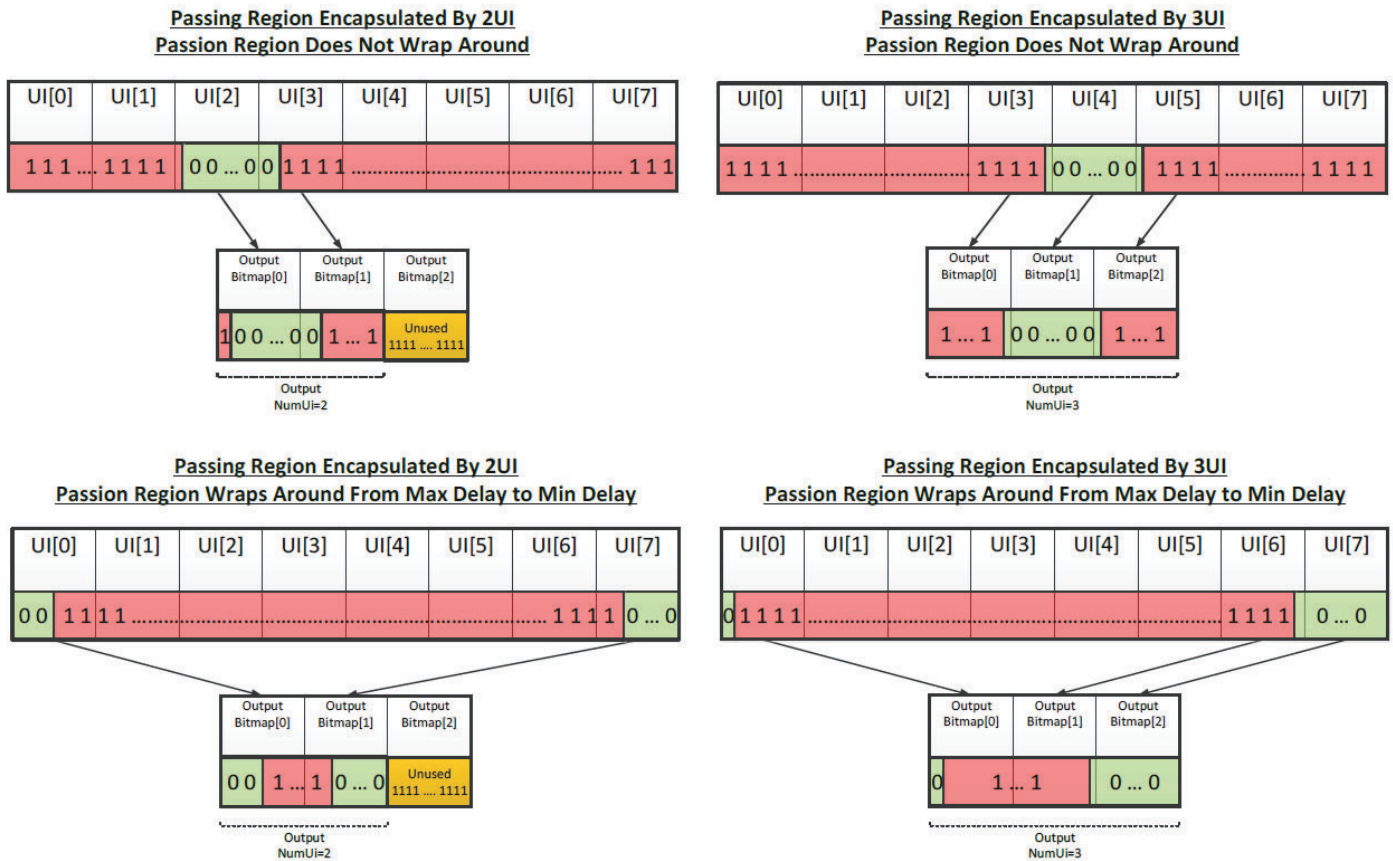 Passing Region Encapsulated By 2UI
Passion Region Does Not Wrap Around
UI[0] UI[1] UI[2] UI[3] UI[4] UI[5] UI[6] UI[7]
1 1 1 .... 1 1 1 1 0 0 ... 0 0 1 1 1 1 ............................................................ 1 1 1
Output Output Output
Bitmap[0] Bitmap[1] Bitmap[2]
1 0 0 ... 0 0 1 ... 1 Unused
1111 .... 1111
Output
NumUi=2
Passing Region Encapsulated By 3UI
Passion Region Does Not Wrap Around
UI[0] UI[1] UI[2] UI[3] UI[4] UI[5] UI[6] UI[7]
1 1 1 1 ........................................ 1 1 1 1 0 0 ... 0 0 1 1 1 1 .............. 1 1 1 1
Output Output Output
Bitmap[0] Bitmap[1] Bitmap[2]
1 ... 1 0 0 ... 0 0 1 ... 1
Output
NumUi=3
Passing Region Encapsulated By 2UI
Passion Region Wraps Around From Max Delay to Min Delay
UI[0] UI[1] UI[2] UI[3] UI[4] UI[5] UI[6] UI[7]
0 0 1 1 1 1 ............................................................ 1 1 1 1 0 ... 0
Output Output Output
Bitmap[0] Bitmap[1] Bitmap[2]
0 0 1 ... 1 0 ... 0 Unused
1111 .... 1111
Output
NumUi=2
Passing Region Encapsulated By 3UI
Passion Region Wraps Around From Max Delay to Min Delay
UI[0] UI[1] UI[2] UI[3] UI[4] UI[5] UI[6] UI[7]
0 1 1 1 1 ............................................................ 1 1 1 1 0 ... 0
Output Output Output
Bitmap[0] Bitmap[1] Bitmap[2]
0 1 ... 1 0 ... 0
Output
NumUi=3